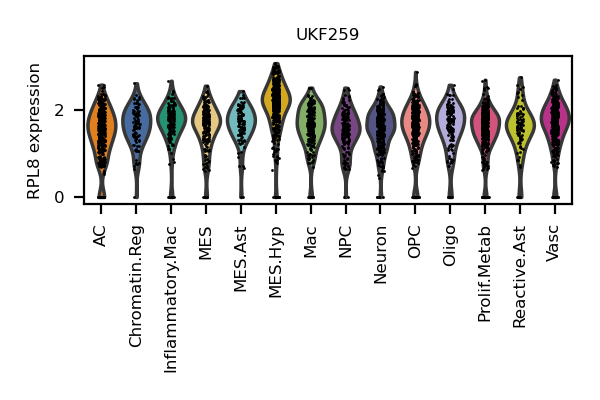 UKF259
RPL8 expression
2
0
AC
Chromatin.Reg
Inflammatory.Mac
MES
MES.Ast
MES.Hyp
Mac
NPC
Neuron
OPC
Oligo
Prolif.Metab
Reactive.Ast
Vasc